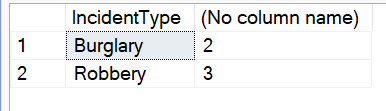 IncidentType (No column name)
1 Burglary 2
2 Robbery 3